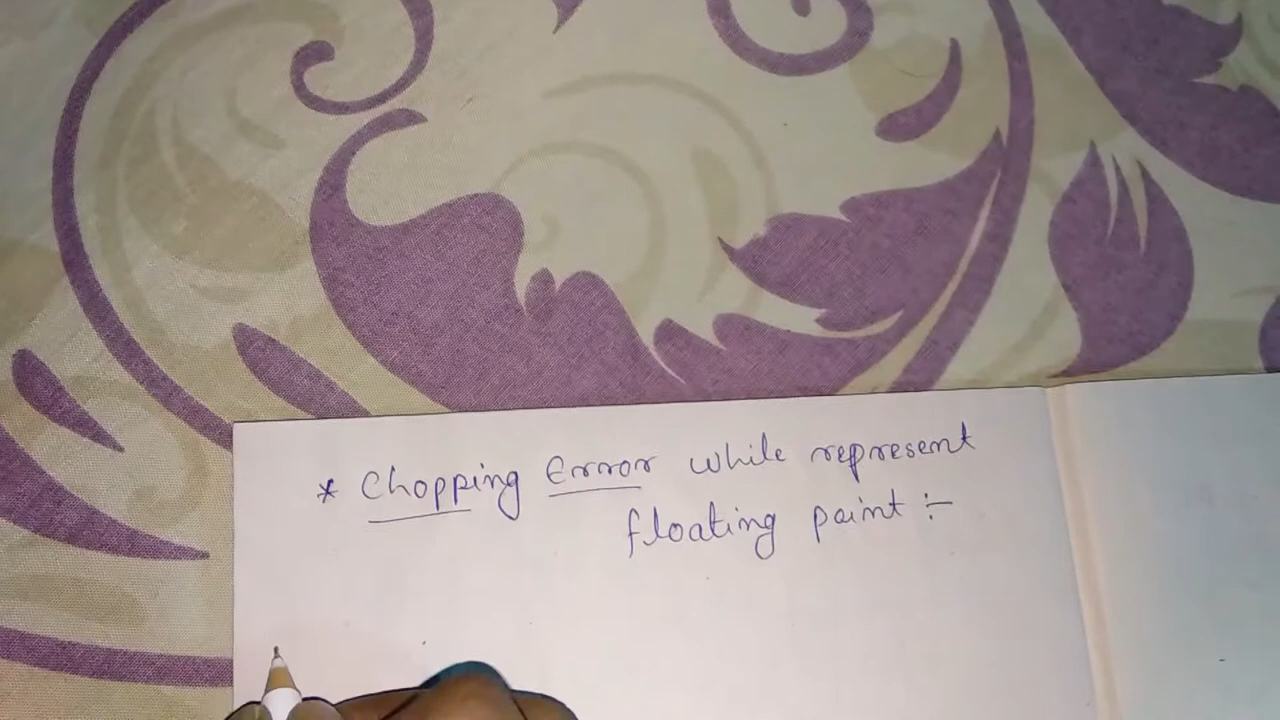 * Chopping Error while represent
floating paint :-